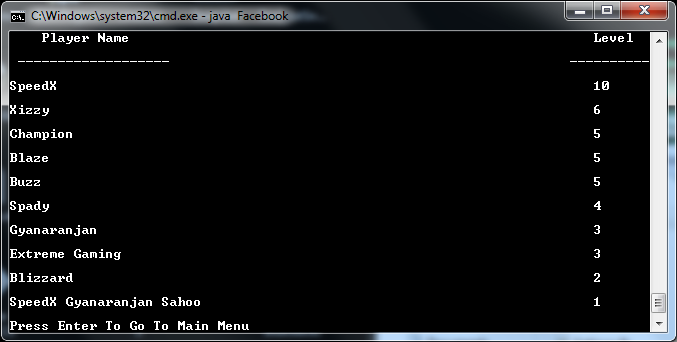 C:\Windows\system32\cmd.exe - java Facebook
Player Name Level
------------------- ----------
SpeedX 10
Xizzy 6
Champion 5
Blaze 5
Buzz 5
Spady 4
Gyanaranjan 3
Extreme Gaming 3
Blizzard 2
SpeedX Gyanaranjan Sahoo 1
Press Enter To Go To Main Menu